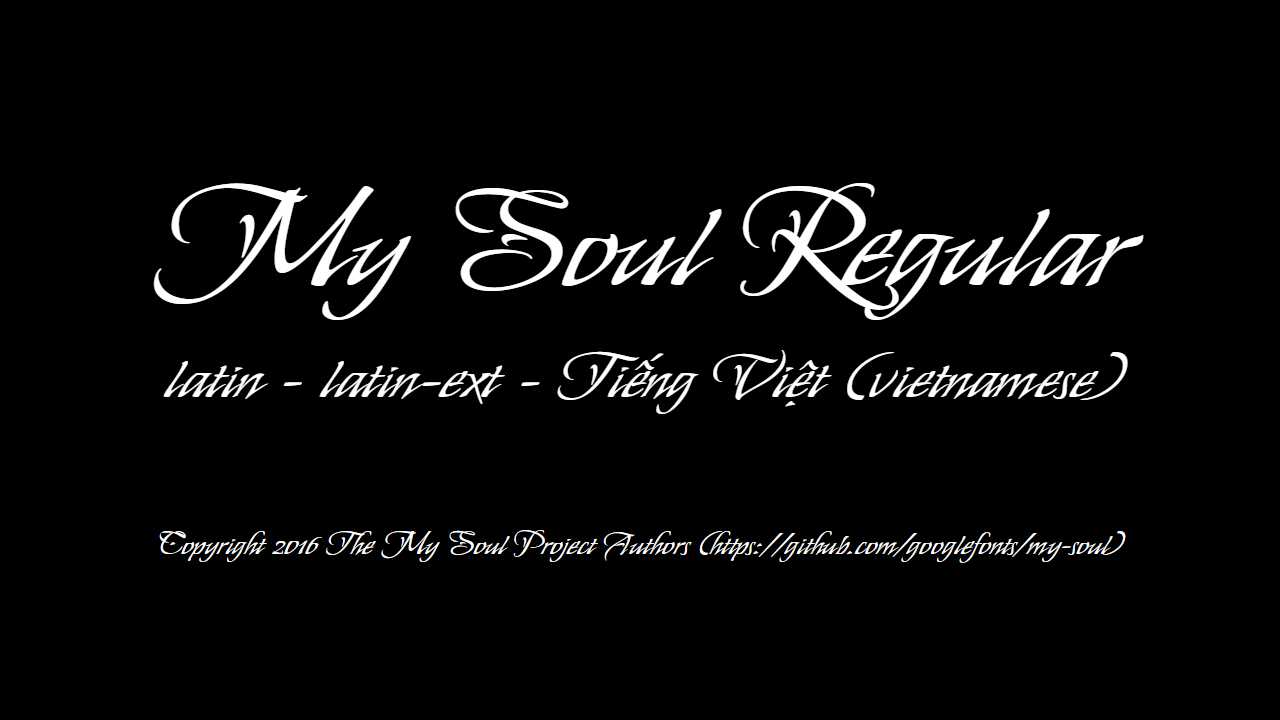 My Soul Regular
latin - latin-ext - Tiếng Việt (vietnamese)
Copyright 2016 The My Soul Project Authors (https://github.com/googlefonts/my-soul)